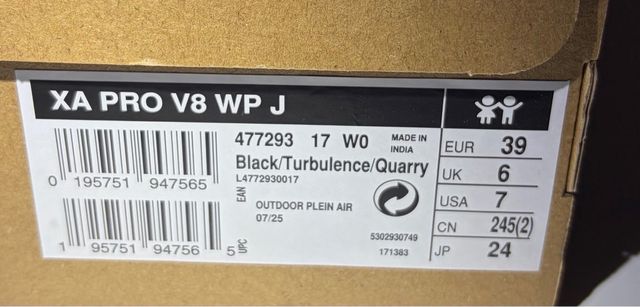 XA PRO V8 WP J
477293 17 W0 MADE IN INDIA
Black/Turbulence/Quarry
L4772930017
EAN
0 195751 947565
OUTDOOR PLEIN AIR
07/25
5302930749
171383
UPC
1 95751 94756 5
EUR 39
UK 6
USA 7
CN 245(2)
JP 24